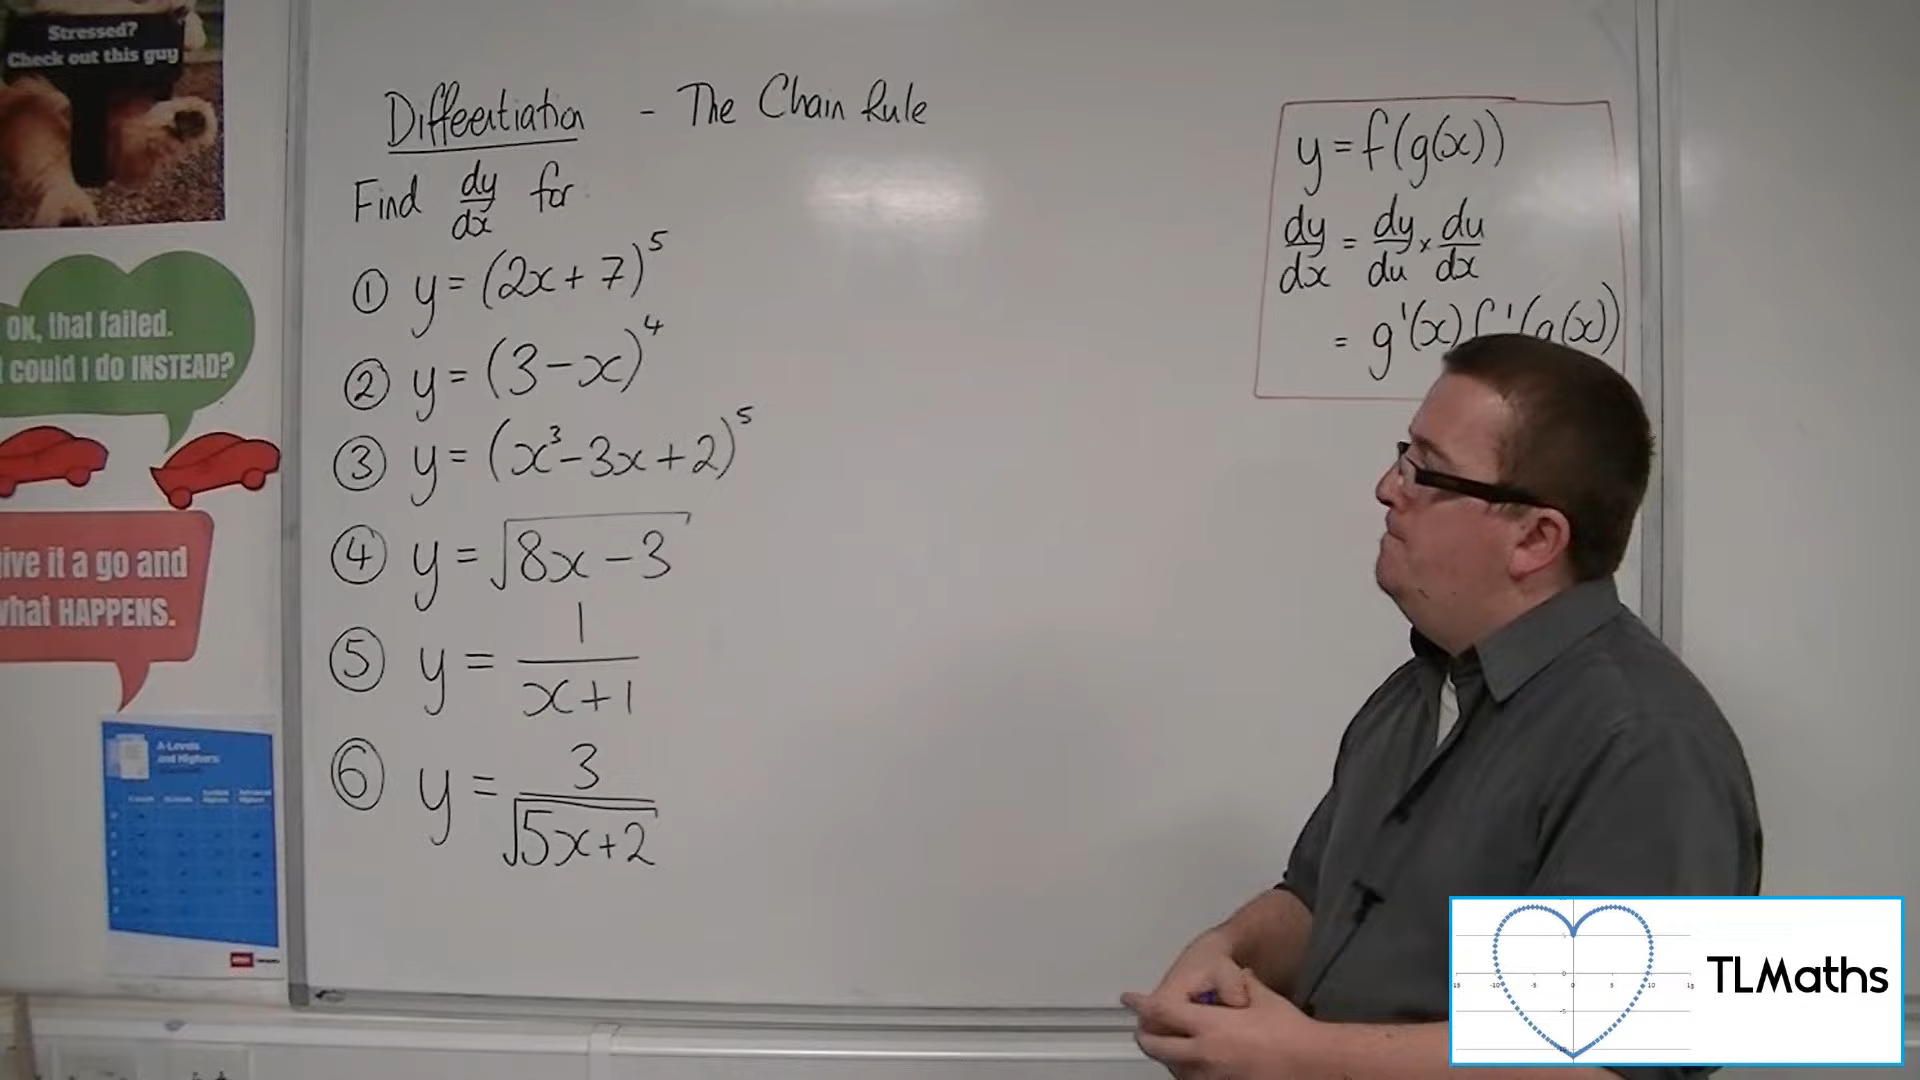 Stressed?
Check out this guy
OK, that failed.
could I do INSTEAD?
ive it a go and
what HAPPENS.
A-Levels
and Highers
Differentiation - The Chain Rule
Find dy/dx for
① y = (2x + 7)⁵
② y = (3 - x)⁴
③ y = (x³ - 3x + 2)⁵
④ y = √(8x - 3)
⑤ y = 1/(x + 1)
⑥ y = 3/√(5x + 2)
y = f(g(x))
dy/dx = dy/du × du/dx
= g'(x) f'(g(x))
TLMaths